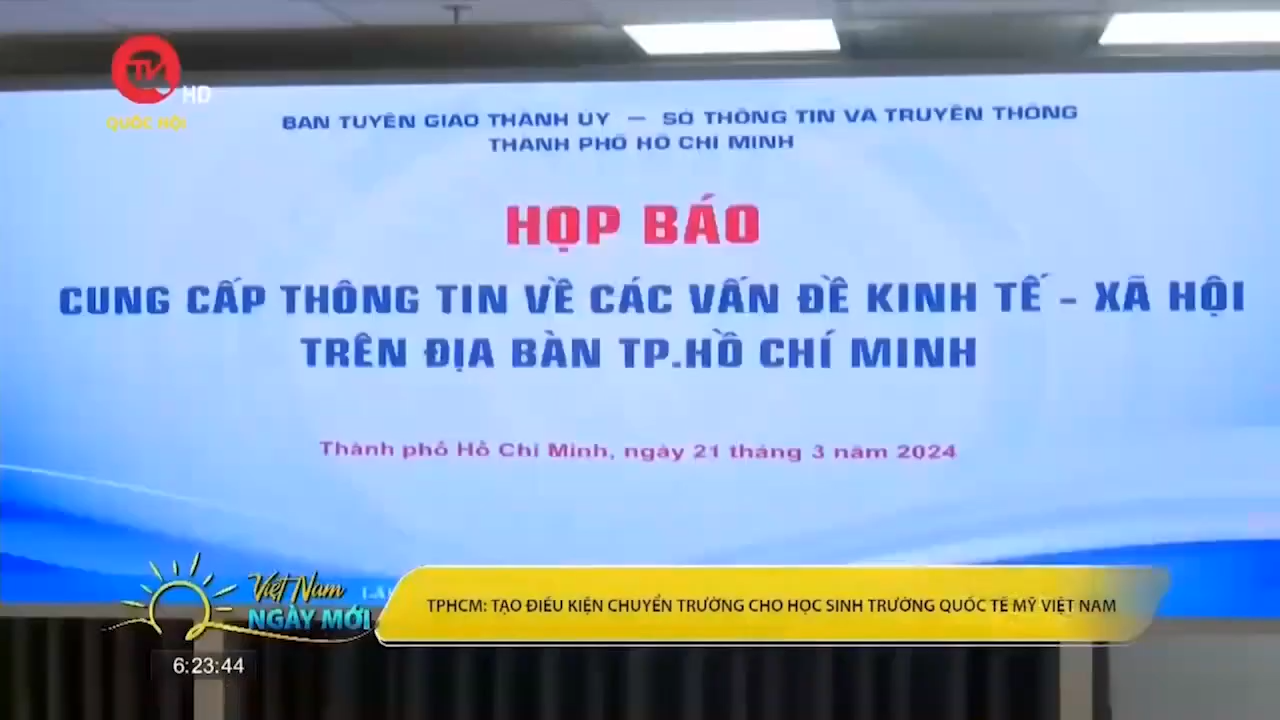 TV HD
QUỐC HỘI
BAN TUYÊN GIÁO THÀNH ỦY — SỞ THÔNG TIN VÀ TRUYỀN THÔNG
THÀNH PHỐ HỒ CHÍ MINH
HỌP BÁO
CUNG CẤP THÔNG TIN VỀ CÁC VẤN ĐỀ KINH TẾ - XÃ HỘI
TRÊN ĐỊA BÀN TP.HỒ CHÍ MINH
Thành phố Hồ Chí Minh, ngày 21 tháng 3 năm 2024
Việt Nam
NGÀY MỚI
TPHCM: TẠO ĐIỀU KIỆN CHUYỂN TRƯỜNG CHO HỌC SINH TRƯỜNG QUỐC TẾ MỸ VIỆT NAM
6:23:44